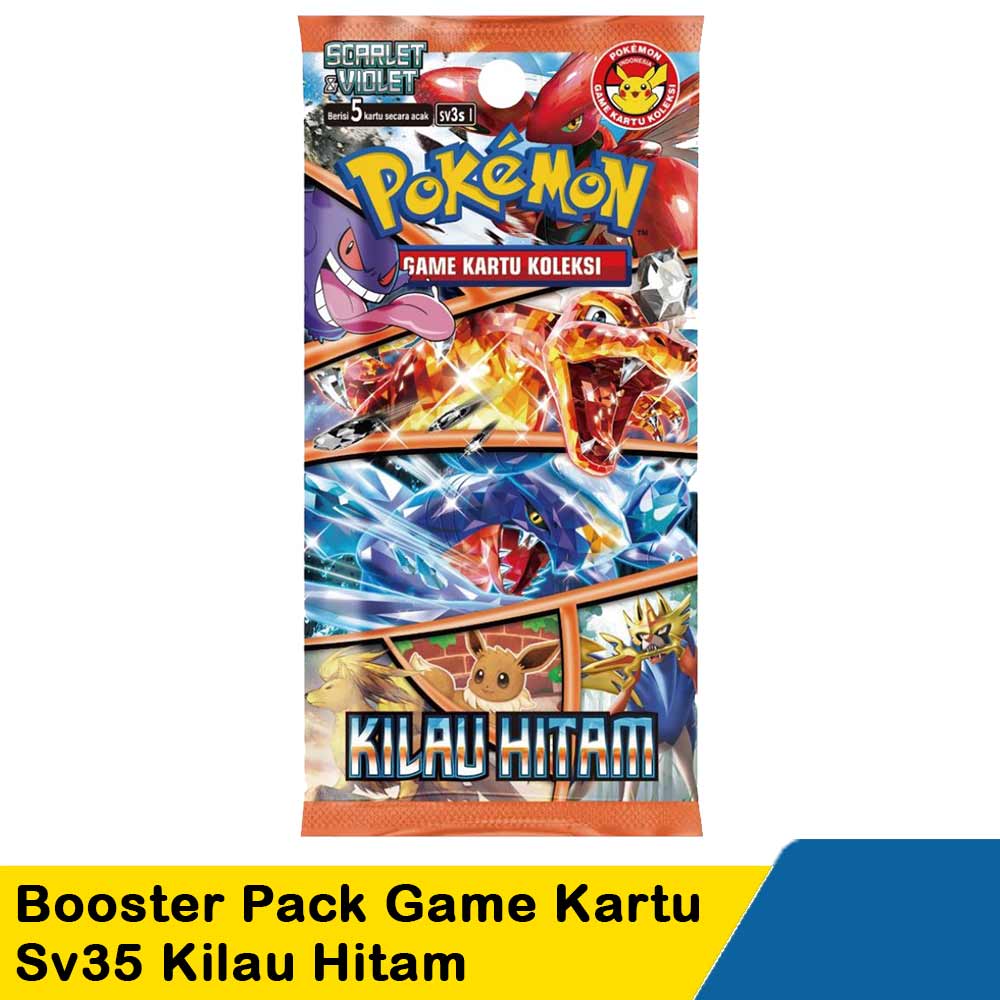 SCARLET
& VIOLET
Berisi 5 kartu secara acak
sv3s I
POKÉMON
INDONESIA
GAME KARTU KOLEKSI
POKÉMON
TM
GAME KARTU KOLEKSI
KILAU HITAM
Booster Pack Game Kartu
Sv35 Kilau Hitam